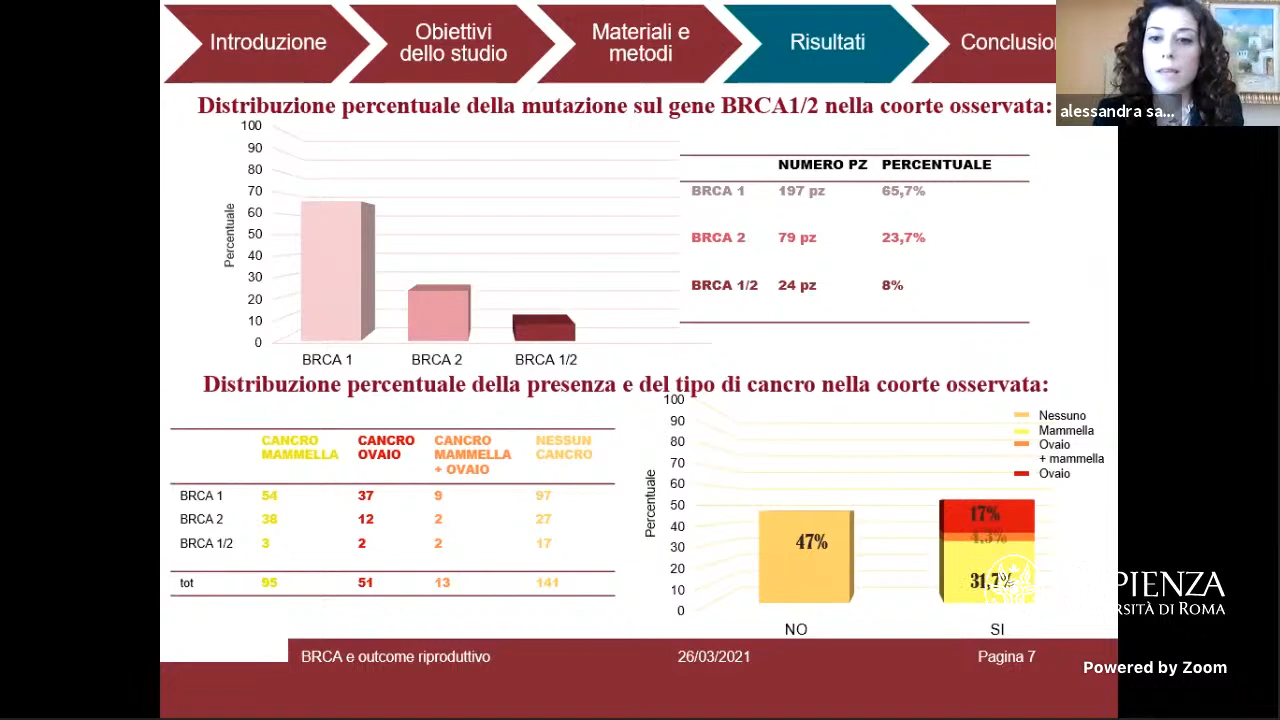 Introduzione
Obiettivi
dello studio
Materiali e
metodi
Risultati
Conclusion
alessandra sa...
Distribuzione percentuale della mutazione sul gene BRCA1/2 nella coorte osservata:
Percentuale
100
90
80
70
60
50
40
30
20
10
0
BRCA 1 BRCA 2 BRCA 1/2
NUMERO PZ PERCENTUALE
BRCA 1 197 pz 65,7%
BRCA 2 79 pz 23,7%
BRCA 1/2 24 pz 8%
Distribuzione percentuale della presenza e del tipo di cancro nella coorte osservata:
CANCRO MAMMELLA CANCRO OVAIO CANCRO MAMMELLA + OVAIO NESSUN CANCRO
BRCA 1 54 37 9 97
BRCA 2 38 12 2 27
BRCA 1/2 3 2 2 17
tot 95 51 13 141
Percentuale
100
90
80
70
60
50
40
30
20
10
0
47%
17%
4,3%
31,7%
NO SI
Nessuno
Mammella
Ovaio
+ mammella
Ovaio
PIENZA
RSITÀ DI ROMA
BRCA e outcome riproduttivo 26/03/2021 Pagina 7
Powered by Zoom